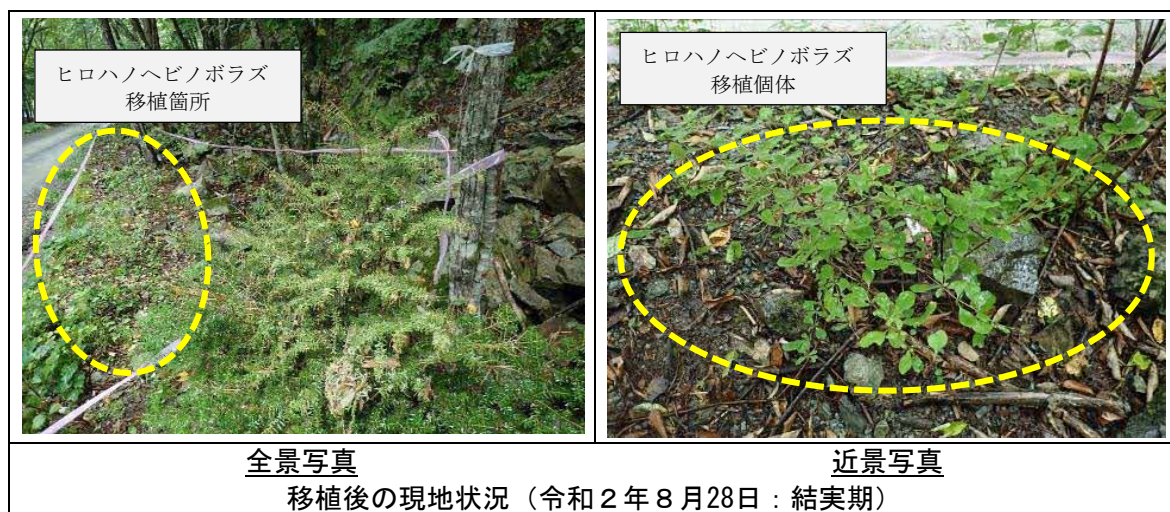 ヒロハノヘビノボラズ
移植箇所
ヒロハノヘビノボラズ
移植個体
全景写真
近景写真
移植後の現地状況（令和２年８月28日：結実期）